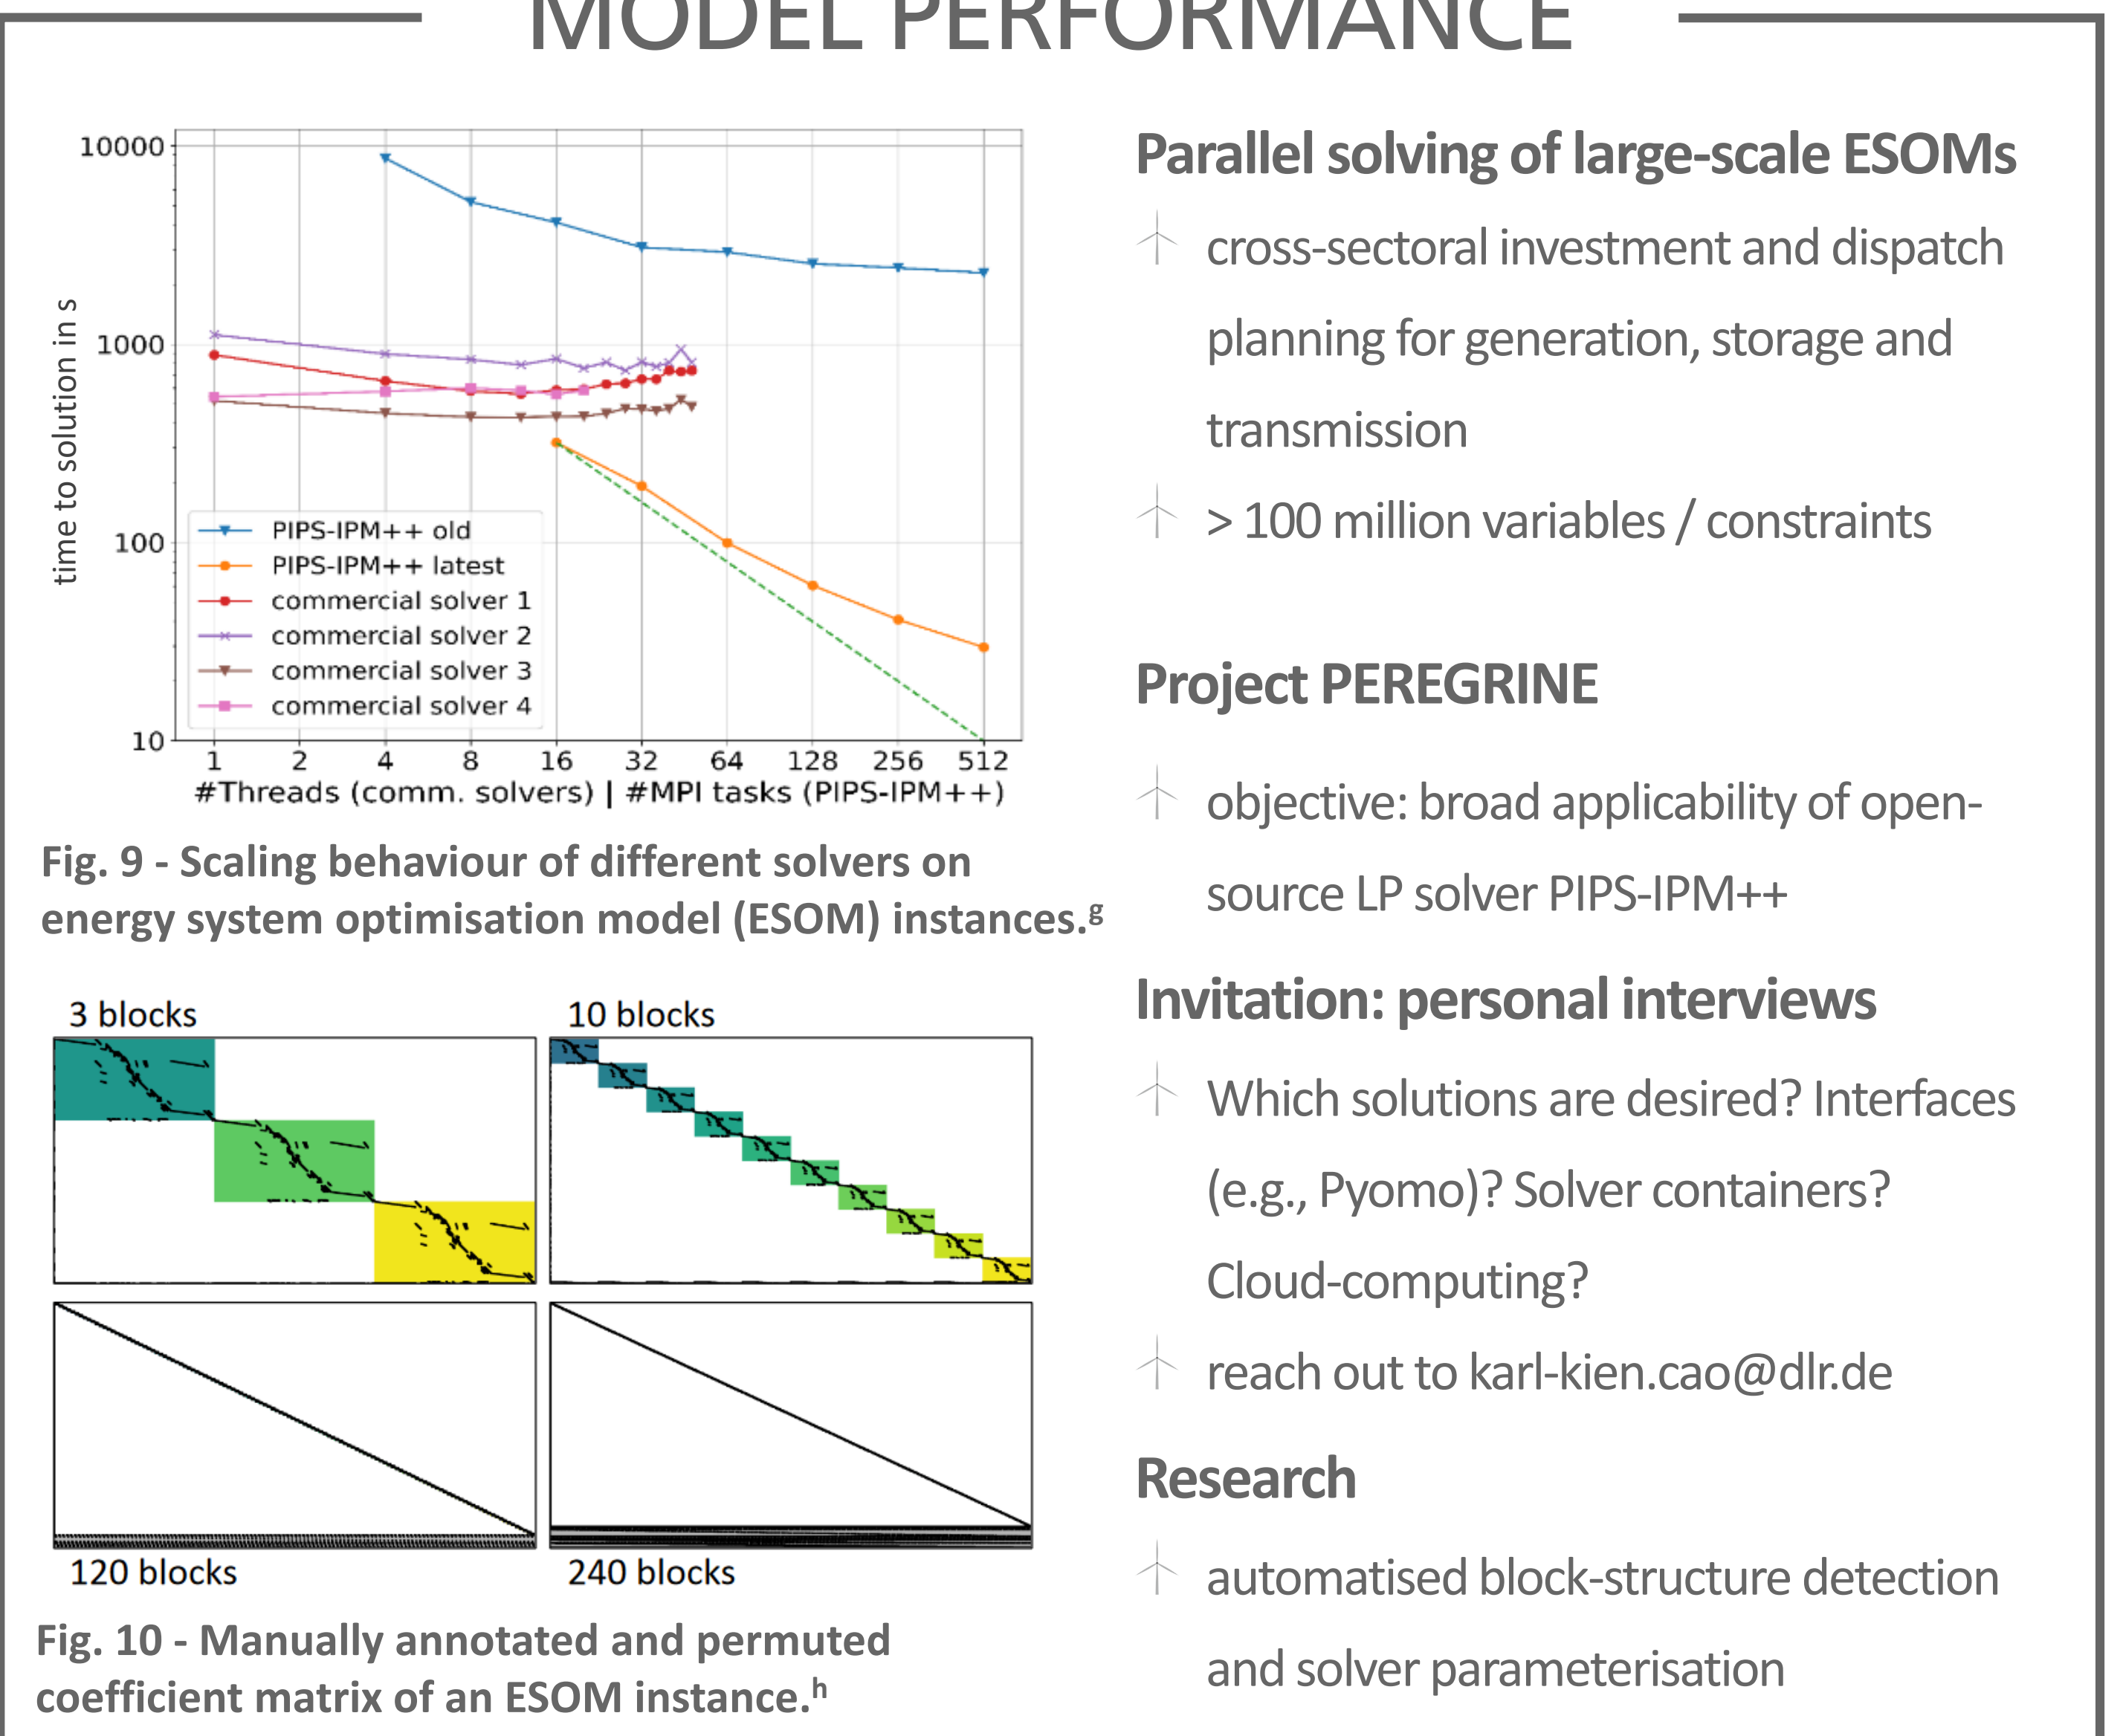 MODEL PERFORMANCE
10000
1000
100
10
time to solution in s
PIPS-IPM++ old
PIPS-IPM++ latest
commercial solver 1
commercial solver 2
commercial solver 3
commercial solver 4
1 2 4 8 16 32 64 128 256 512
#Threads (comm. solvers) | #MPI tasks (PIPS-IPM++)
Fig. 9 - Scaling behaviour of different solvers on
energy system optimisation model (ESOM) instances.g
3 blocks
10 blocks
120 blocks
240 blocks
Fig. 10 - Manually annotated and permuted
coefficient matrix of an ESOM instance.h
Parallel solving of large-scale ESOMs
cross-sectoral investment and dispatch
planning for generation, storage and
transmission
> 100 million variables / constraints
Project PEREGRINE
objective: broad applicability of open-
source LP solver PIPS-IPM++
Invitation: personal interviews
Which solutions are desired? Interfaces
(e.g., Pyomo)? Solver containers?
Cloud-computing?
reach out to karl-kien.cao@dlr.de
Research
automatised block-structure detection
and solver parameterisation